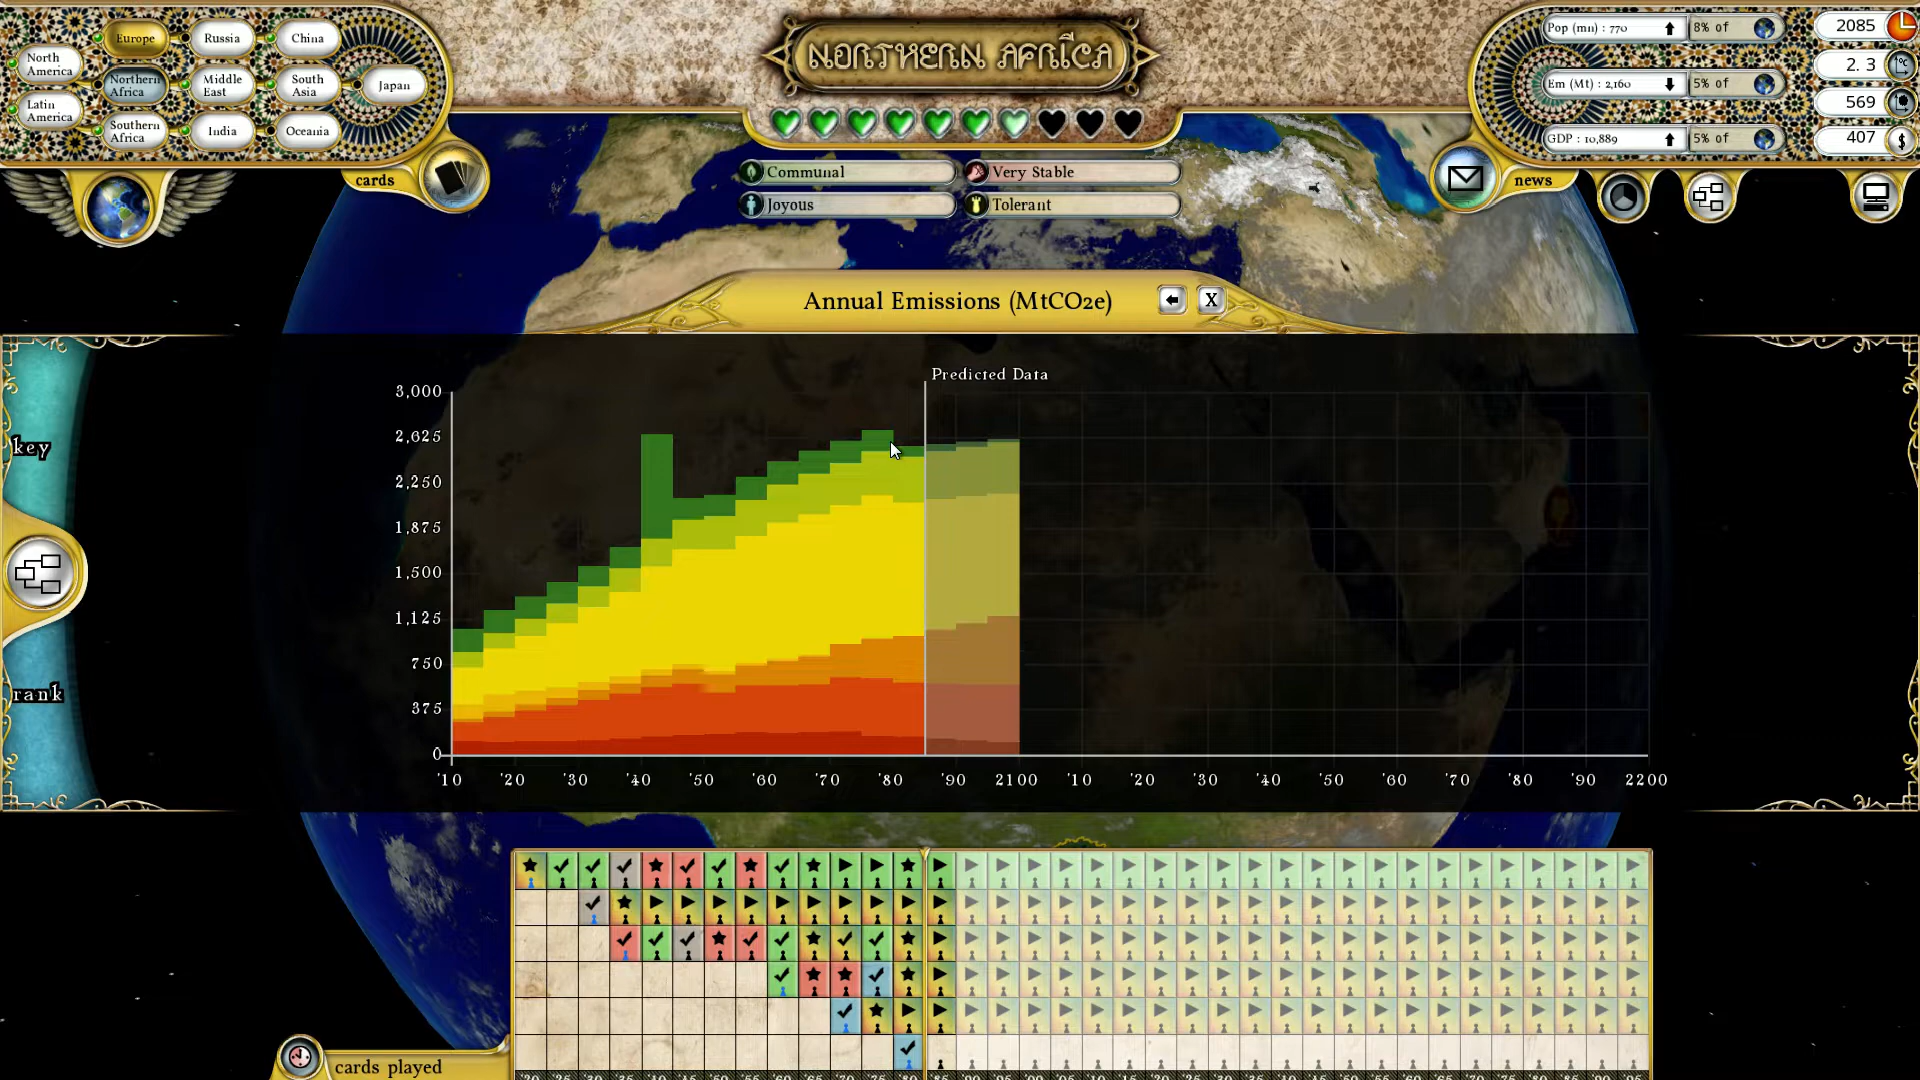 Europe
Russia
China
North
America
Northern
Africa
Middle
East
South
Asia
Japan
Latin
America
Southern
Africa
India
Oceania
cards
NORTHERN AFRICA
Communal
Very Stable
Joyous
Tolerant
Pop (mn) : 770
8% of
2085
Em (Mt) : 2,160
5% of
2. 3
°C
569
GDP : 10,889
5% of
407
$
news
Annual Emissions (MtCO2e)
X
Predicted Data
key
rank
3,000
2,625
2,250
1,875
1,500
1,125
750
375
0
'10 '20 '30 '40 '50 '60 '70 '80 '90 2100 '10 '20 '30 '40 '50 '60 '70 '80 '90 2200
cards played